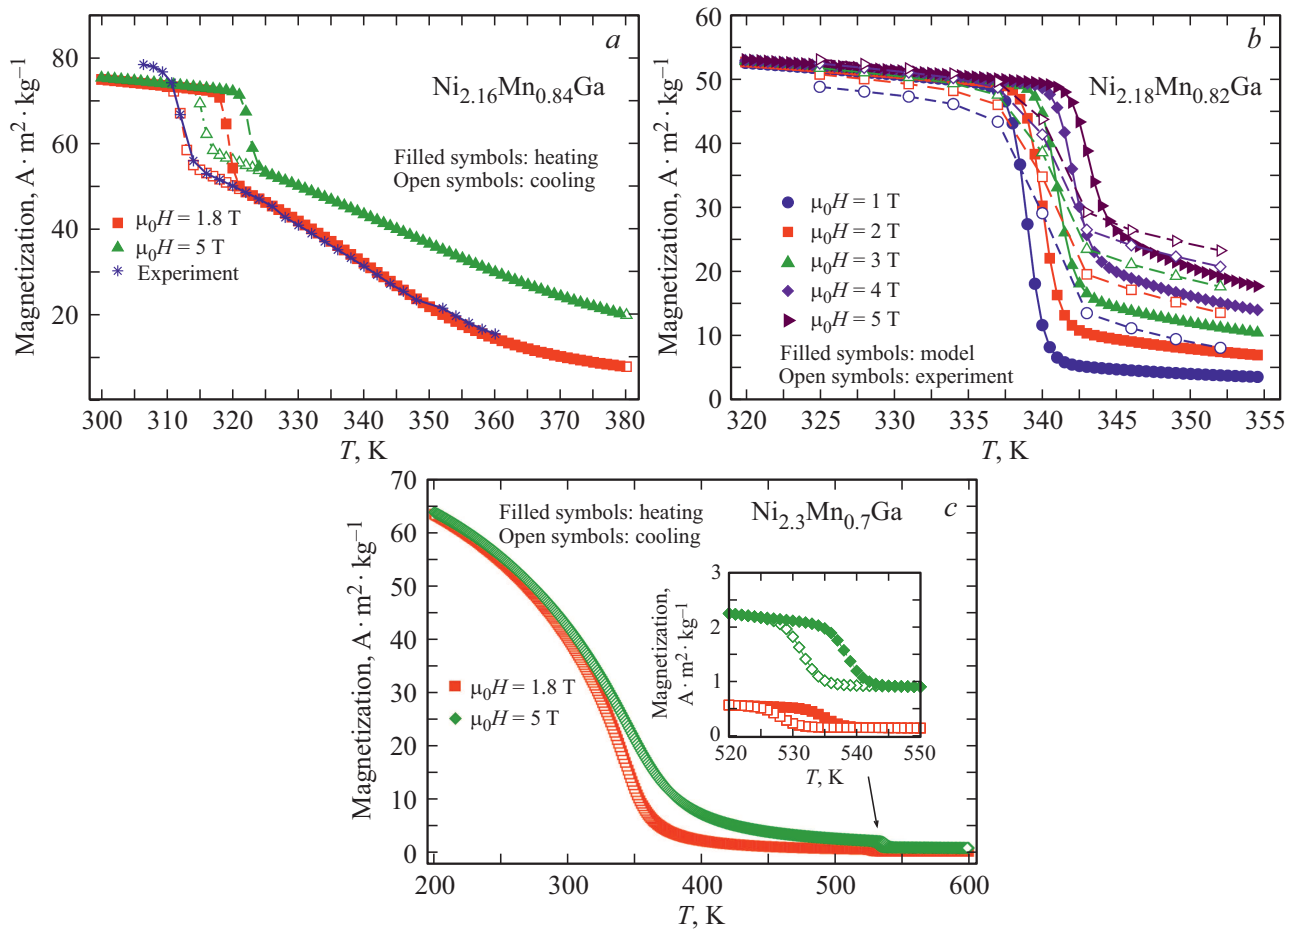 a
Ni2.16Mn0.84Ga
Filled symbols: heating
Open symbols: cooling
μ0H = 1.8 T
μ0H = 5 T
Experiment
Magnetization, A · m2 · kg−1
80
60
40
20
300 310 320 330 340 350 360 370 380
T, K
b
Ni2.18Mn0.82Ga
μ0H = 1 T
μ0H = 2 T
μ0H = 3 T
μ0H = 4 T
μ0H = 5 T
Filled symbols: model
Open symbols: experiment
Magnetization, A · m2 · kg−1
60
50
40
30
20
10
0
320 325 330 335 340 345 350 355
T, K
c
Ni2.3Mn0.7Ga
Filled symbols: heating
Open symbols: cooling
μ0H = 1.8 T
μ0H = 5 T
Magnetization, A · m2 · kg−1
70
60
50
40
30
20
10
0
200 300 400 500 600
T, K
Magnetization,
A · m2 · kg−1
3
2
1
0
520 530 540 550
T, K